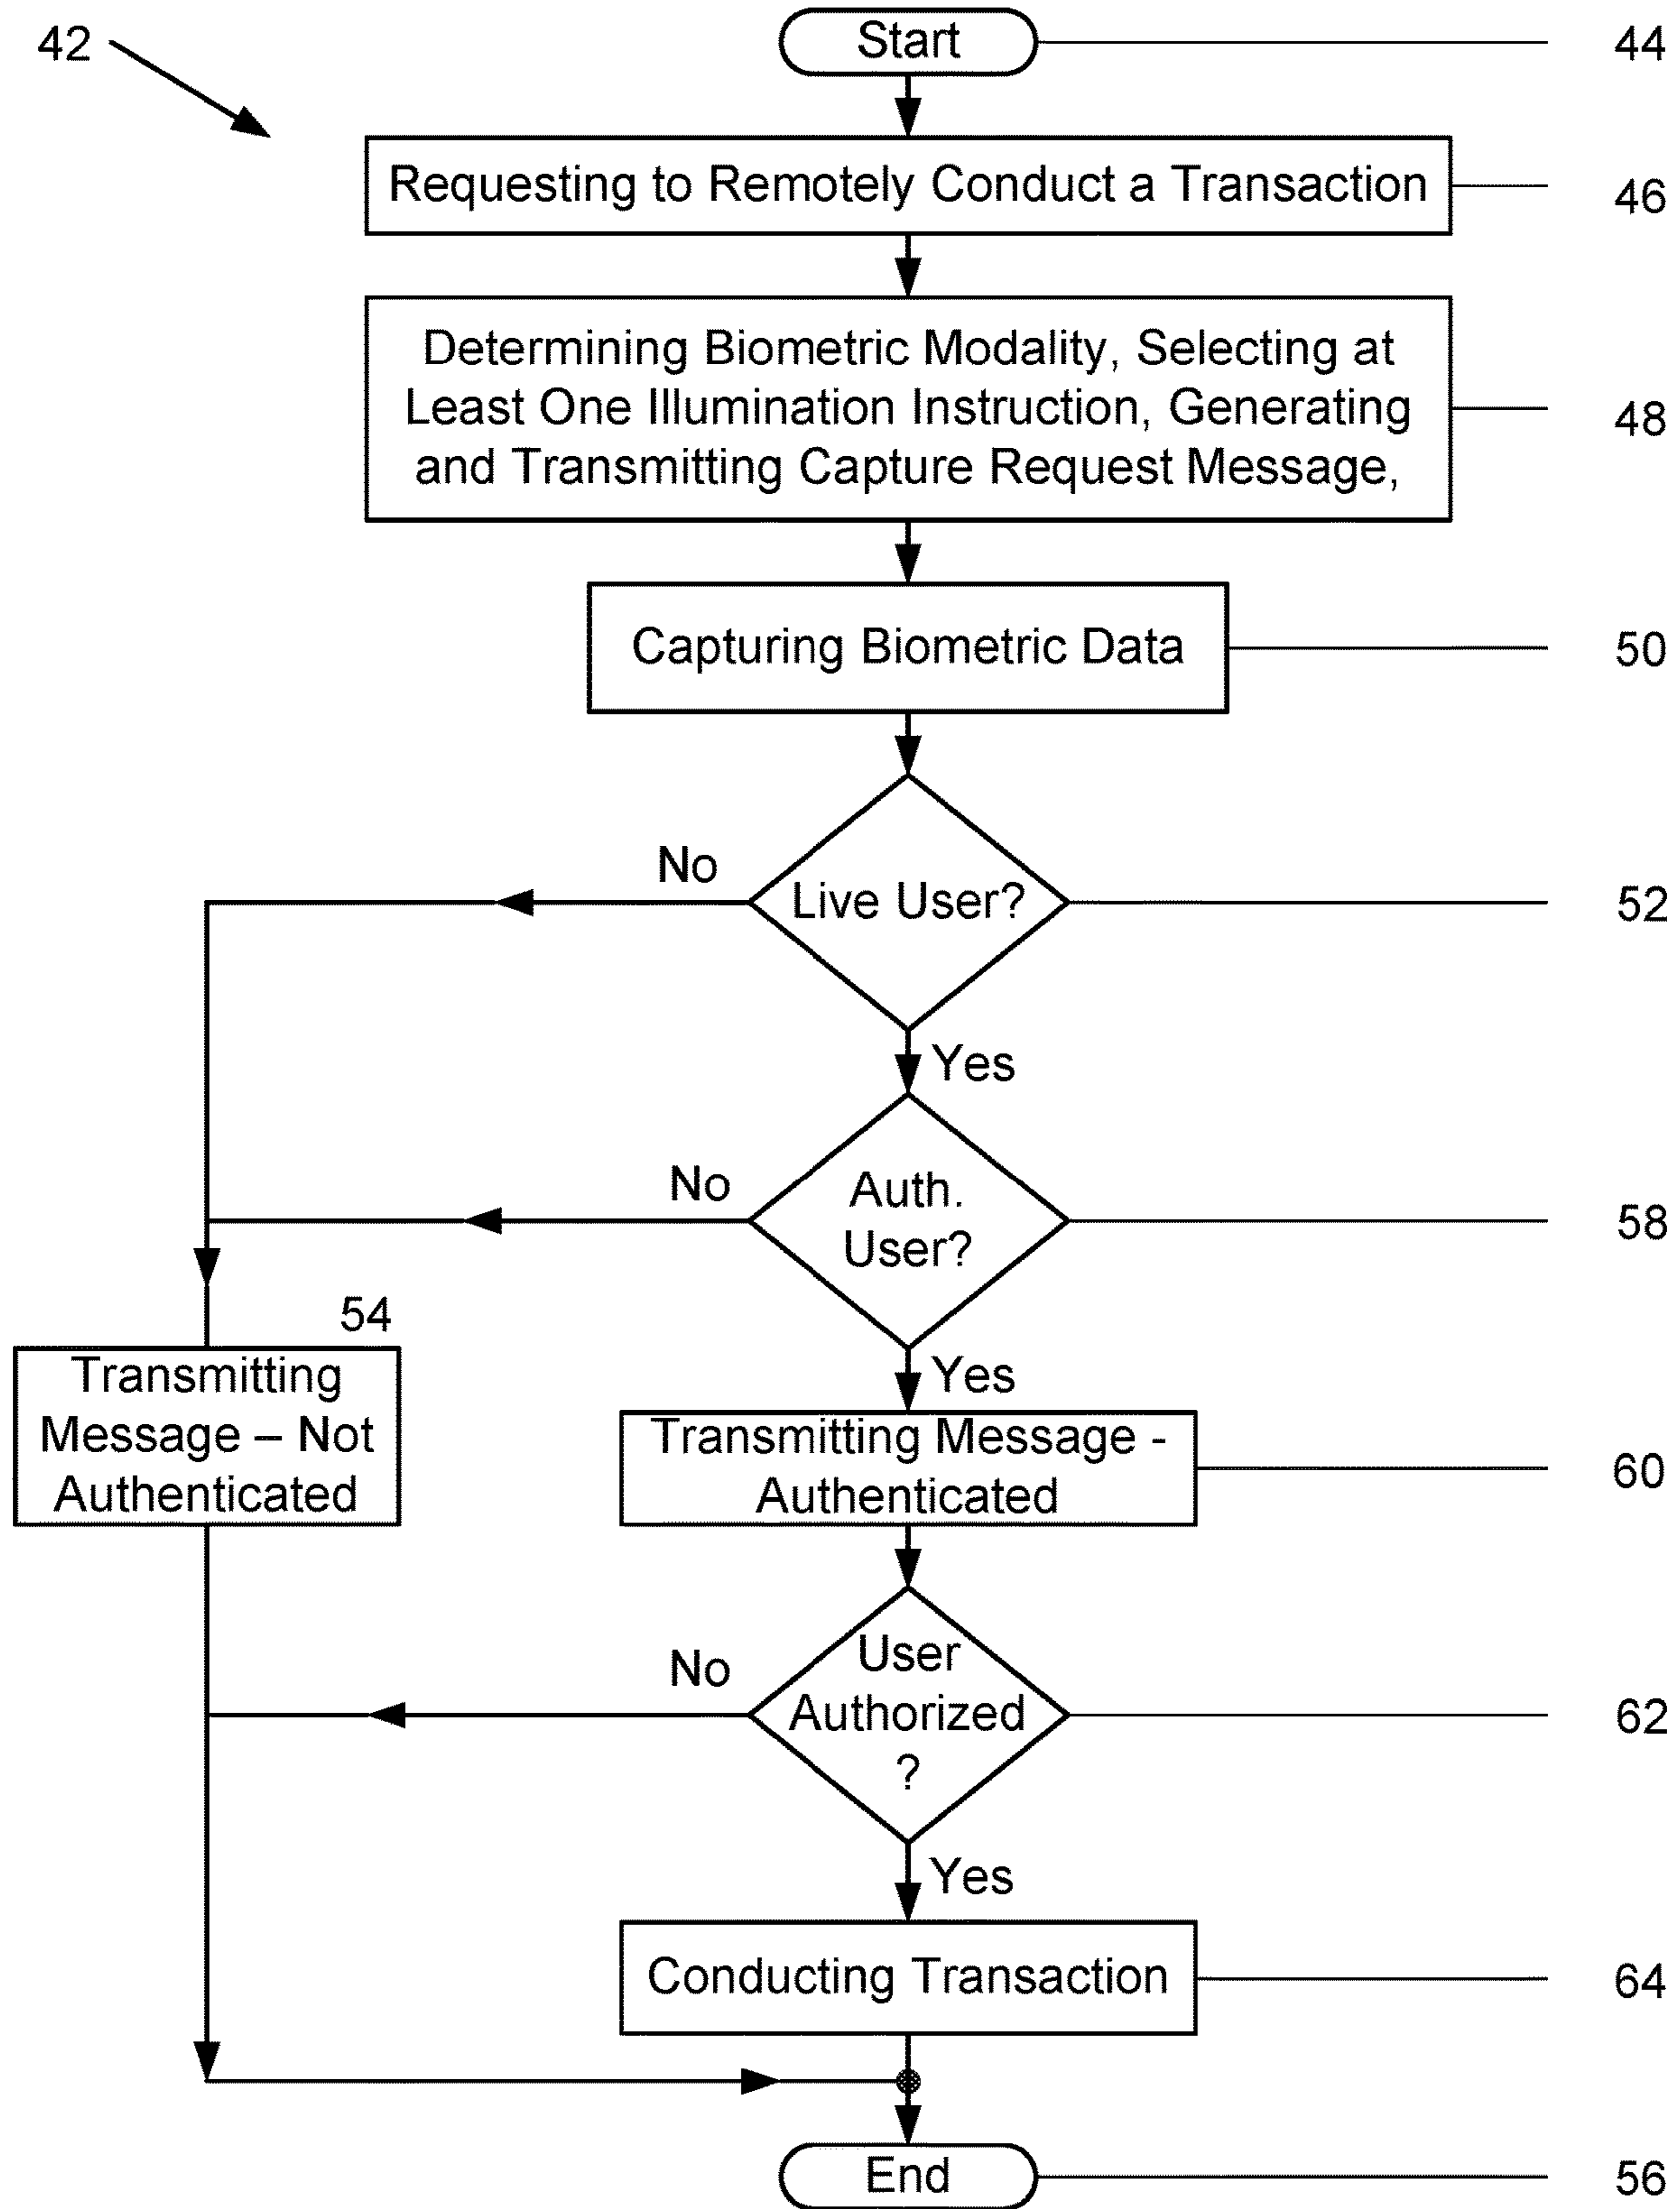 42
Start
44
Requesting to Remotely Conduct a Transaction
46
Determining Biometric Modality, Selecting at
Least One Illumination Instruction, Generating
and Transmitting Capture Request Message,
48
Capturing Biometric Data
50
No
Live User?
52
Yes
No
Auth.
User?
58
54
Transmitting
Message – Not
Authenticated
Yes
Transmitting Message -
Authenticated
60
No
User
Authorized
?
62
Yes
Conducting Transaction
64
End
56